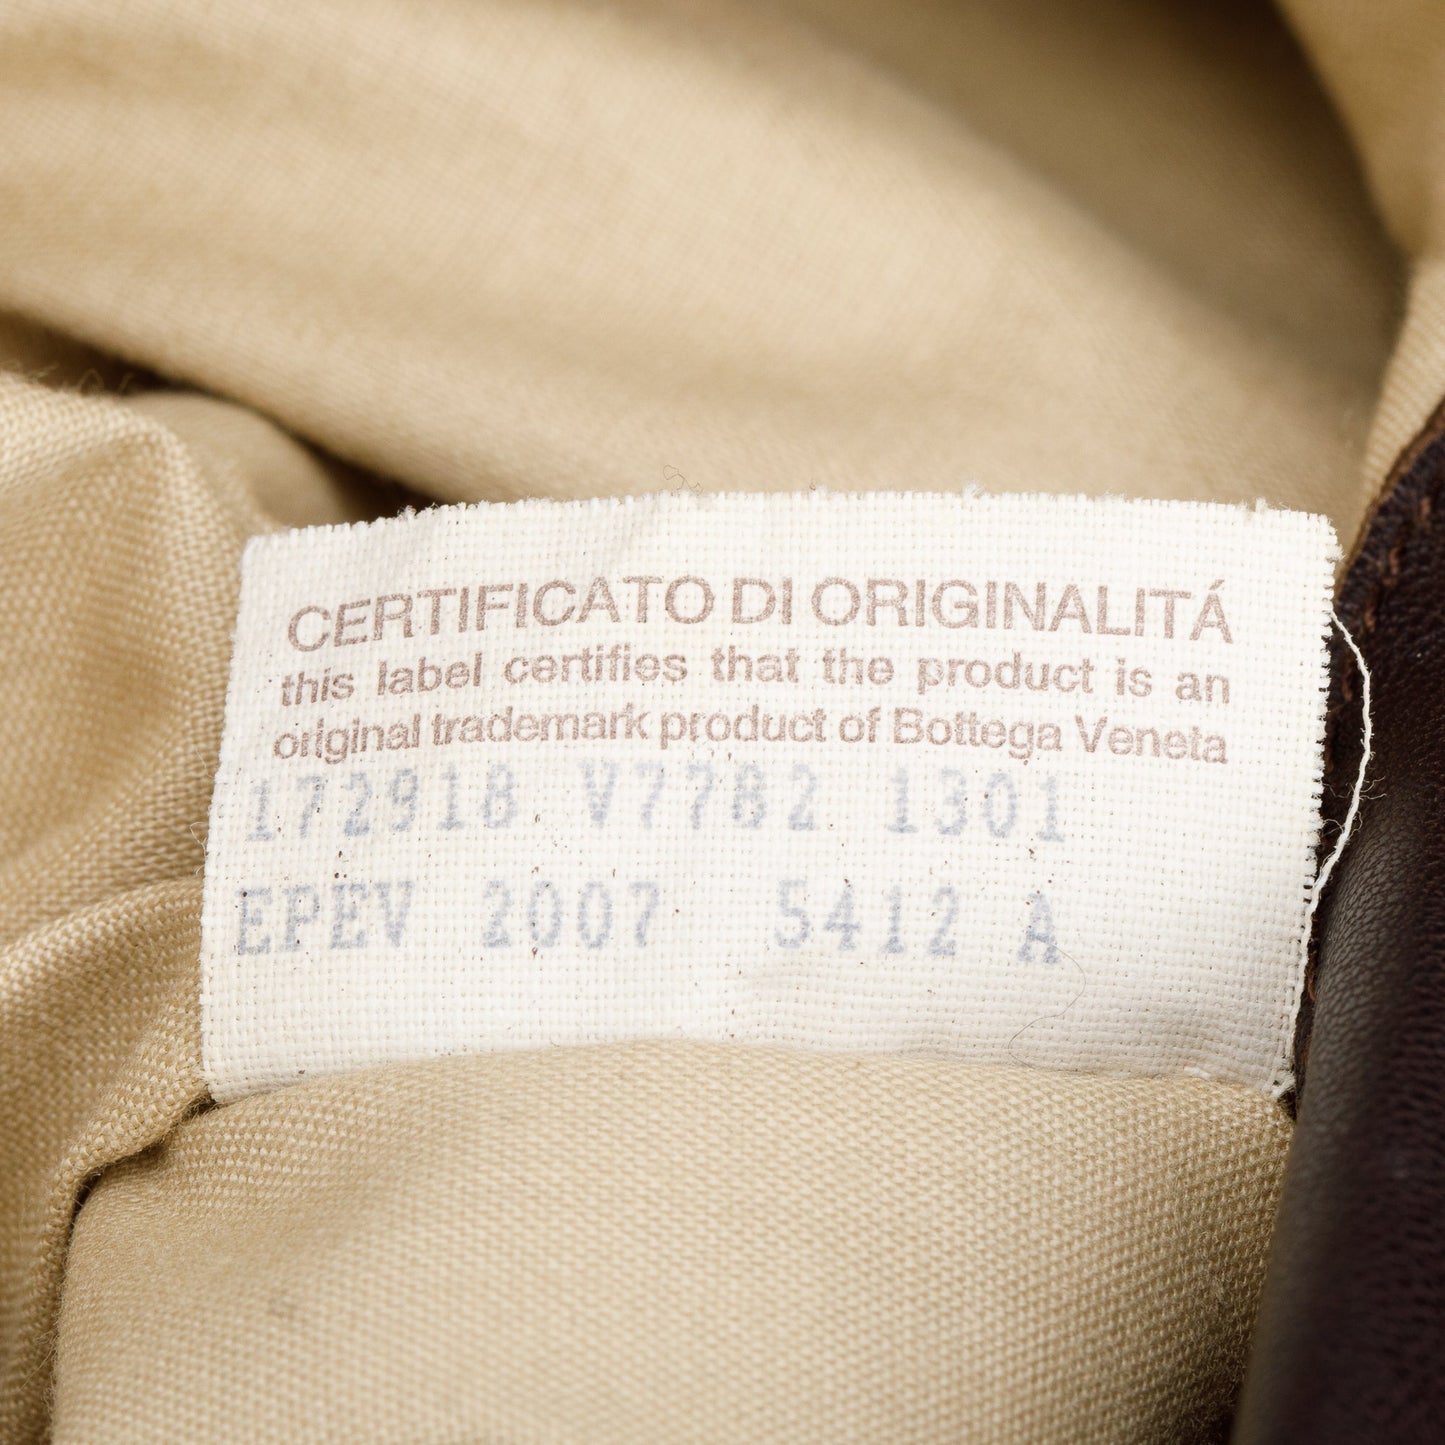 CERTIFICATO DI ORIGINALITÁ
this label certifies that the product is an
original trademark product of Bottega Veneta
172918 V7782 1301
EPEV 2007 5412 A